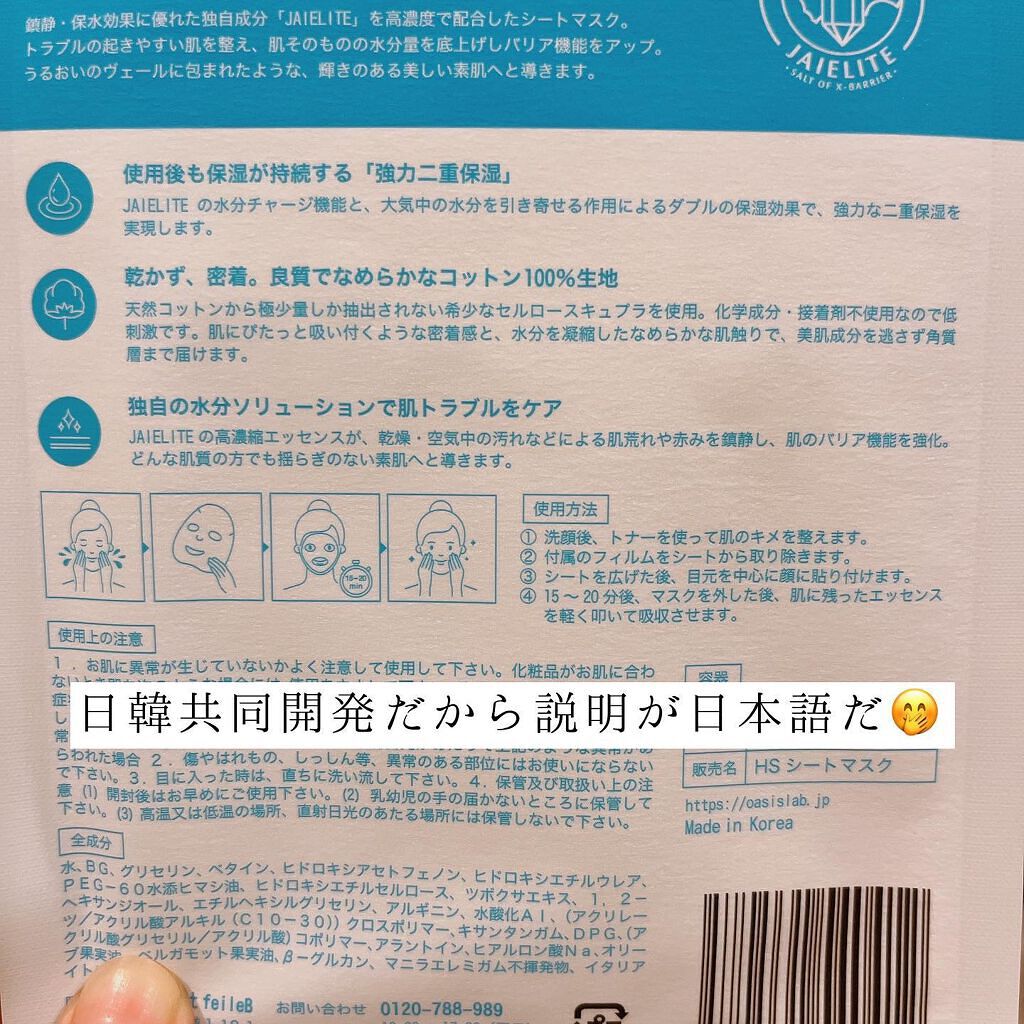 鎮静・保水効果に優れた独自成分「JAIELITE」を高濃度で配合したシートマスク。
トラブルの起きやすい肌を整え、肌そのものの水分量を底上げしバリア機能をアップ。
うるおいのヴェールに包まれたような、輝きのある美しい素肌へと導きます。
JAIELITE
・SALT OF X-BARRIER・
使用後も保湿が持続する「強力二重保湿」
JAIELITE の水分チャージ機能と、大気中の水分を引き寄せる作用によるダブルの保湿効果で、強力な二重保湿を
実現します。
乾かず、密着。良質でなめらかなコットン100%生地
天然コットンから極少量しか抽出されない希少なセルロースキュプラを使用。化学成分・接着剤不使用なので低
刺激です。肌にぴたっと吸い付くような密着感と、水分を凝縮したなめらかな肌触りで、美肌成分を逃さず角質
層まで届けます。
独自の水分ソリューションで肌トラブルをケア
JAIELITEの高濃縮エッセンスが、乾燥・空気中の汚れなどによる肌荒れや赤みを鎮静し、肌のバリア機能を強化。
どんな肌質の方でも揺らぎのない素肌へと導きます。
15-20
min
使用方法
① 洗顔後、トナーを使って肌のキメを整えます。
② 付属のフィルムをシートから取り除きます。
③ シートを広げた後、目元を中心に顔に貼り付けます。
④ 15～20分後、マスクを外した後、肌に残ったエッセンス
を軽く叩いて吸収させます。
使用上の注意
1．お肌に異常が生じていないかよく注意して使用して下さい。化粧品がお肌に合わ
日韓共同開発だから説明が日本語だ🤭
らわれた場合 2．傷やはれもの、しっしん等、異常のある部位にはお使いにならない
で下さい。3．目に入った時は、直ちに洗い流して下さい。4．保管及び取扱い上の注
意 (1) 開封後はお早めにご使用下さい。(2) 乳幼児の手の届かないところに保管して
下さい。(3) 高温又は低温の場所、直射日光のあたる場所には保管しないで下さい。
容器
販売名 HS シートマスク
https://oasislab.jp
Made in Korea
全成分
水、BG、グリセリン、ベタイン、ヒドロキシアセトフェノン、ヒドロキシエチルウレア、
PEG-60水添ヒマシ油、ヒドロキシエチルセルロース、ツボクサエキス、1，2-
ヘキサンジオール、エチルヘキシルグリセリン、アルギニン、水酸化Al、(アクリレー
ツ/アクリル酸アルキル (C10-30)) クロスポリマー、キサンタンガム、DPG、(ア
クリル酸グリセリル/アクリル酸) コポリマー、アラントイン、ヒアルロン酸Na、オリー
ブ果実油、ベルガモット果実油、β-グルカン、マニラエレミガム不揮発物、イタリア
イト
feileB お問い合わせ 0120-788-989